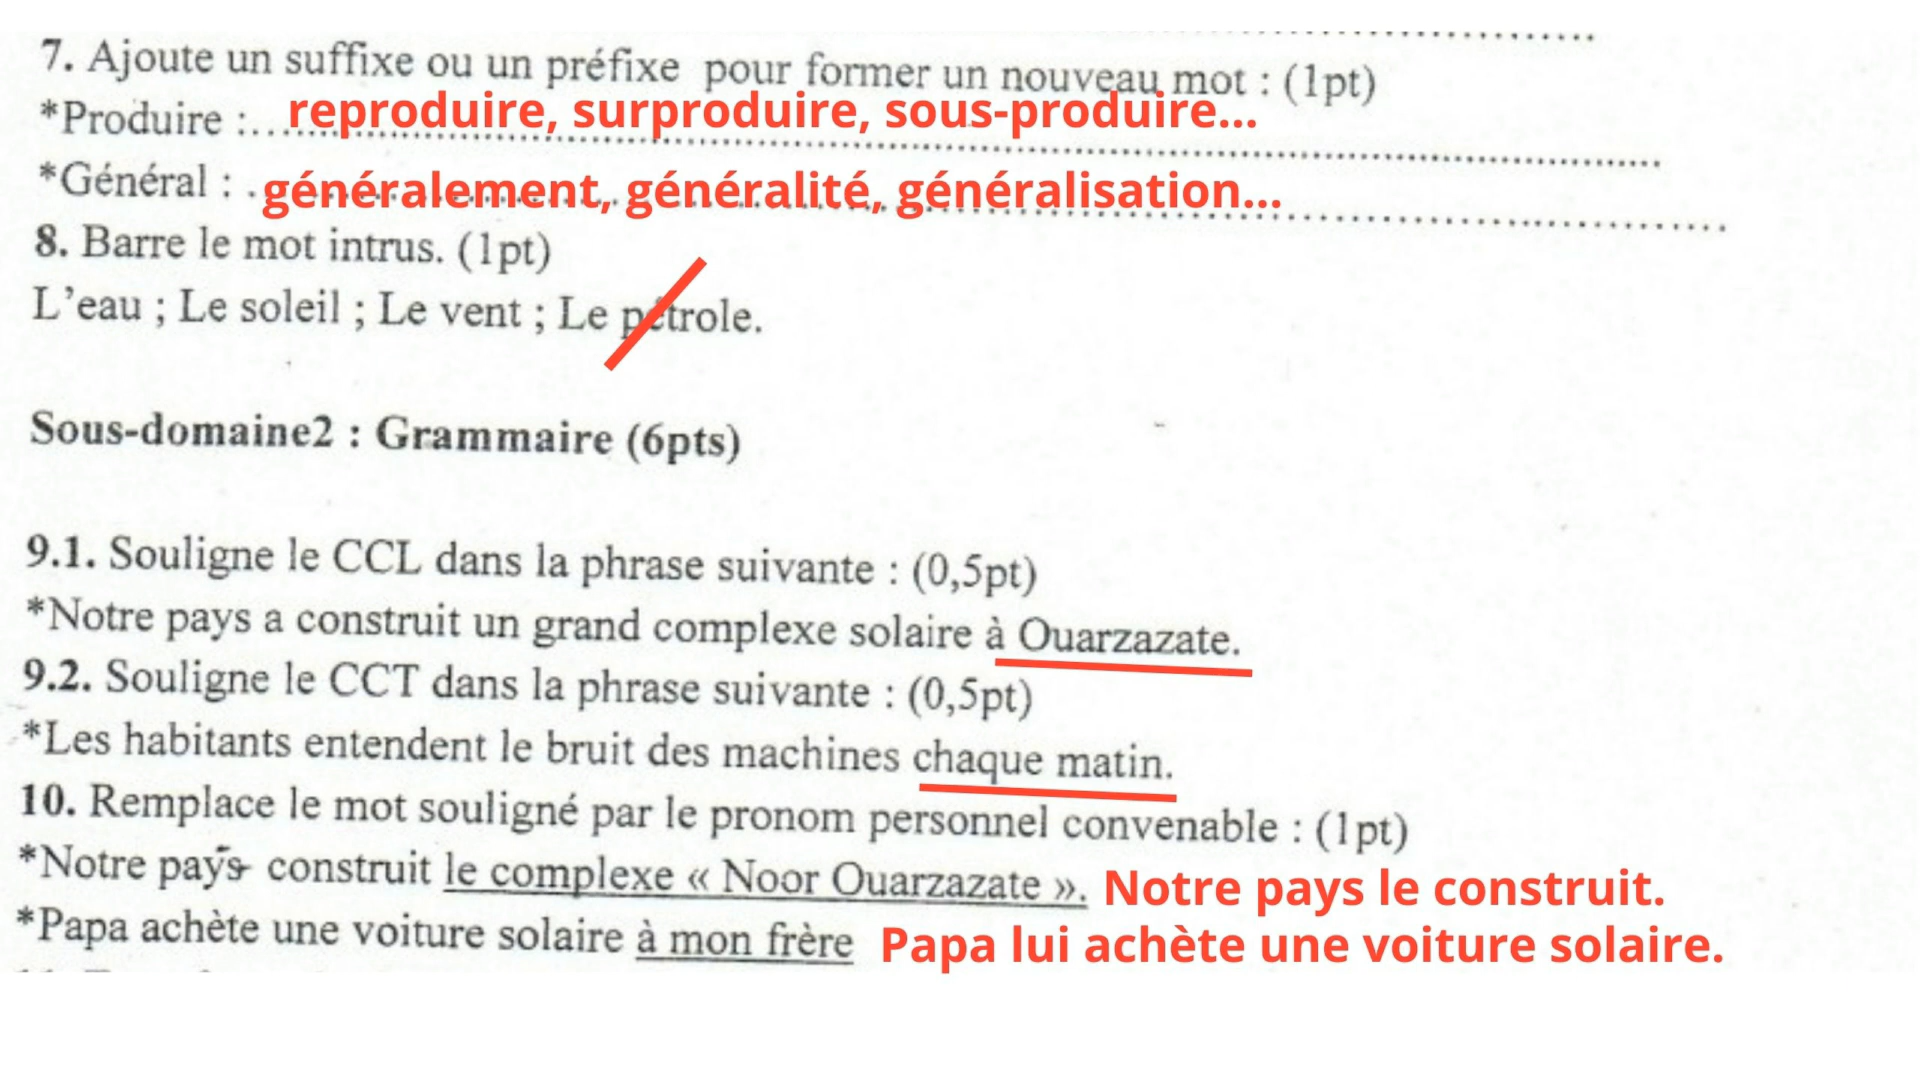 7. Ajoute un suffixe ou un préfixe pour former un nouveau mot : (1pt)
*Produire :... reproduire, surproduire, sous-produire...
*Général : . généralement, généralité, généralisation...
8. Barre le mot intrus. (1pt)
L'eau ; Le soleil ; Le vent ; Le pétrole.
Sous-domaine2 : Grammaire (6pts)
9.1. Souligne le CCL dans la phrase suivante : (0,5pt)
*Notre pays a construit un grand complexe solaire à Ouarzazate.
9.2. Souligne le CCT dans la phrase suivante : (0,5pt)
*Les habitants entendent le bruit des machines chaque matin.
10. Remplace le mot souligné par le pronom personnel convenable : (1pt)
*Notre pays construit le complexe « Noor Ouarzazate ». Notre pays le construit.
*Papa achète une voiture solaire à mon frère Papa lui achète une voiture solaire.